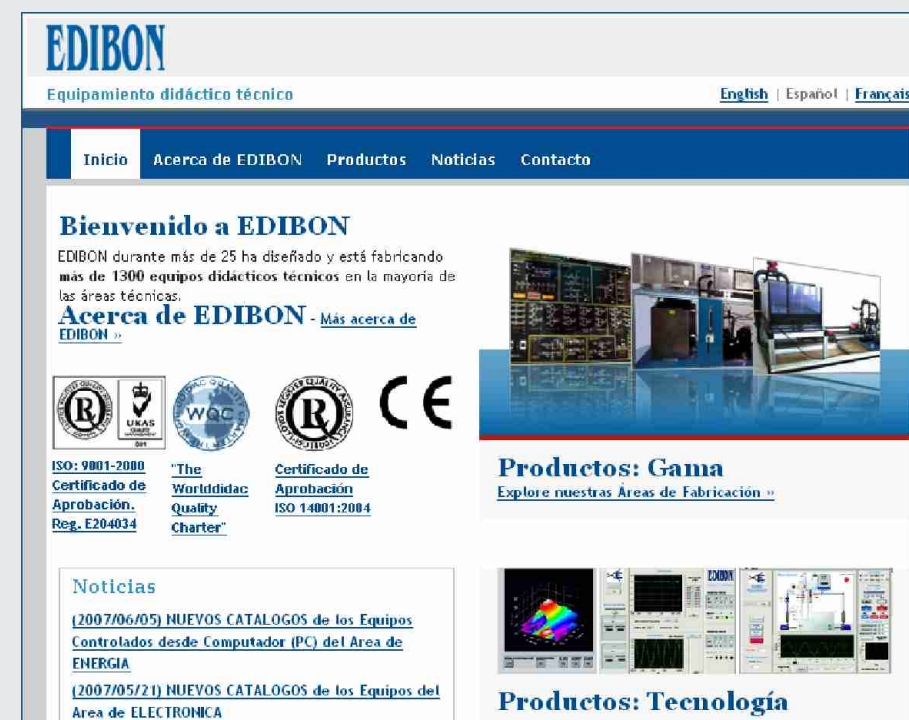 EDIBON
Equipamiento didáctico técnico
English | Español | Français
Inicio Acerca de EDIBON Productos Noticias Contacto
Bienvenido a EDIBON
EDIBON durante más de 25 ha diseñado y está fabricando
más de 1300 equipos didácticos técnicos en la mayoría de
las áreas técnicas.
Acerca de EDIBON - Más acerca de
EDIBON »
UKAS
QUALITY
MANAGEMENT
WQC
R
CE
ISO: 9001-2000
Certificado de
Aprobación.
Reg. E204034
"The
Worlddidac
Quality
Charter"
Certificado de
Aprobación
ISO 14001:2004
Productos: Gama
Explore nuestras Áreas de Fabricación »
Noticias
(2007/06/05) NUEVOS CATALOGOS de los Equipos
Controlados desde Computador (PC) del Area de
ENERGIA
(2007/05/21) NUEVOS CATALOGOS de los Equipos del
Area de ELECTRONICA
EDIBON
Productos: Tecnología